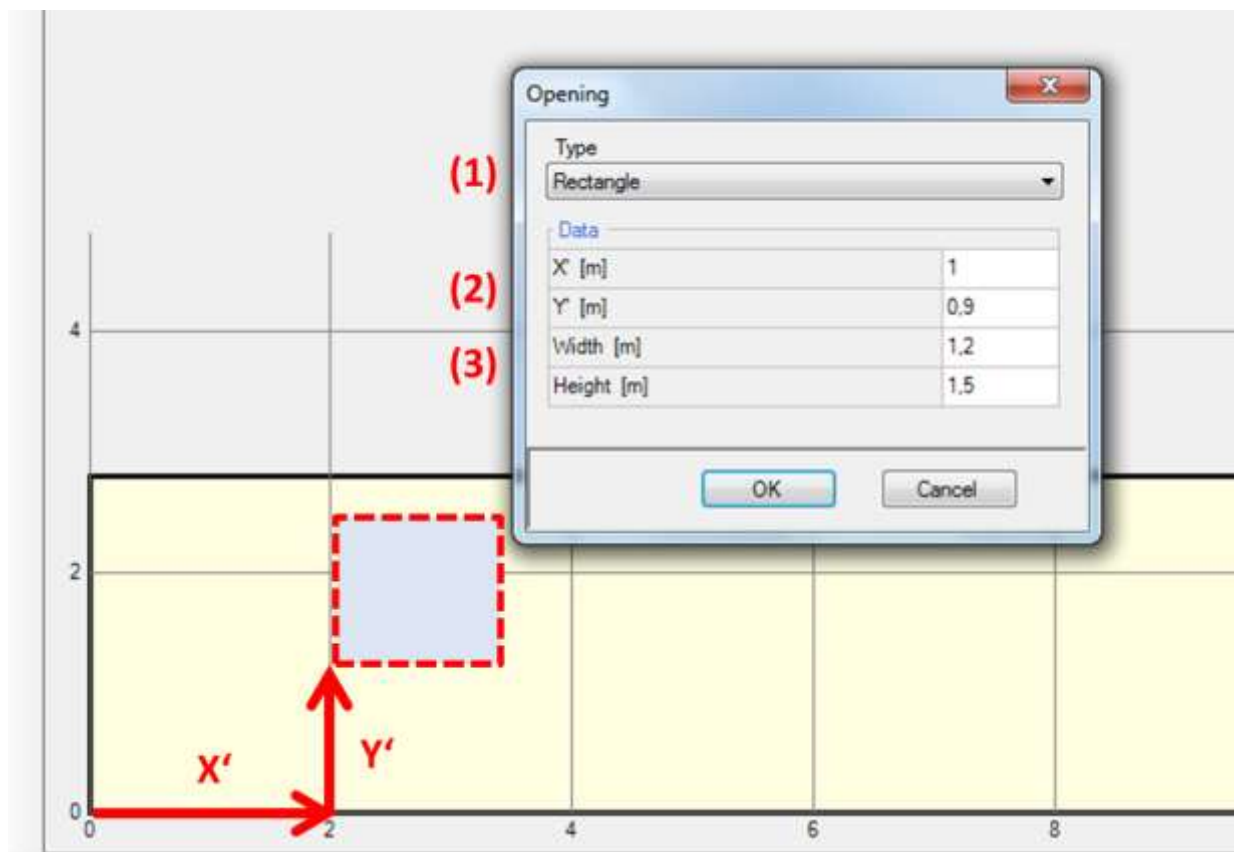 Opening
Type
(1)
Rectangle
Data
X' [m] 1
(2)
Y' [m] 0,9
Width [m] 1,2
(3)
Height [m] 1,5
OK Cancel
4
2
X‘
Y‘
0
0 2 4 6 8